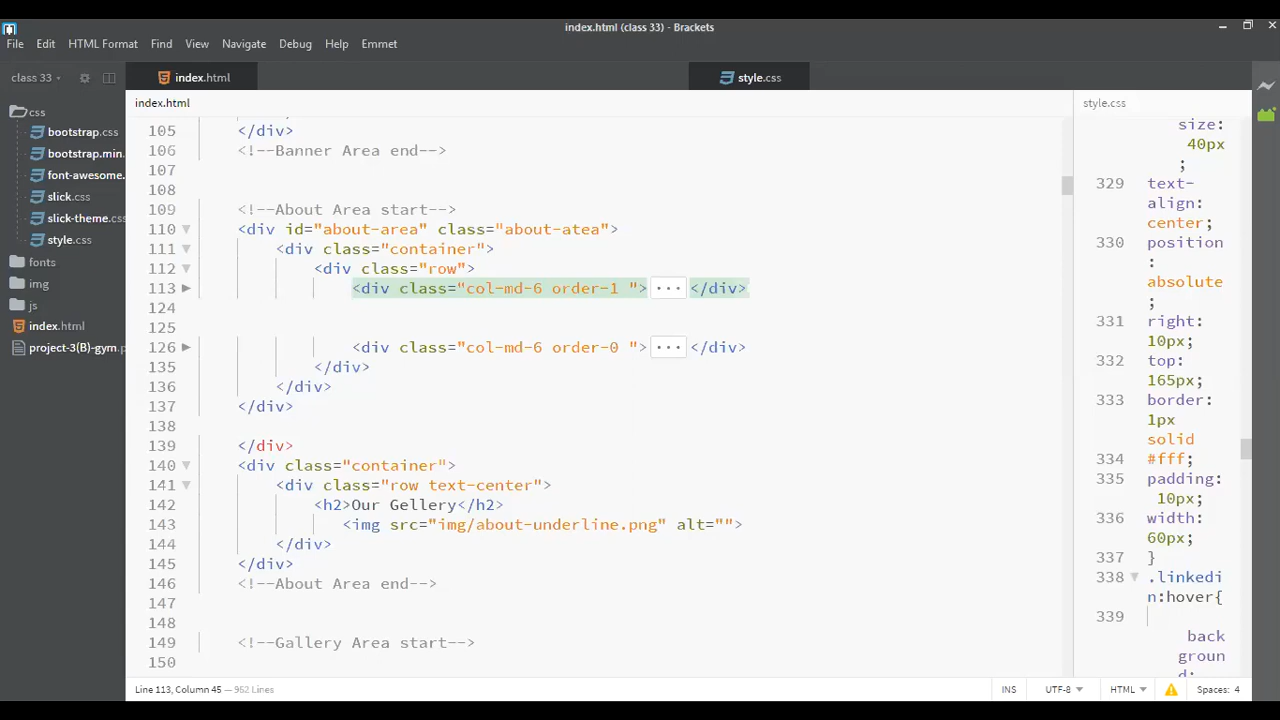 index.html (class 33) - Brackets
File Edit HTML Format Find View Navigate Debug Help Emmet
class 33
index.html
style.css
index.html
style.css
css
bootstrap.css
bootstrap.min.
font-awesome.
slick.css
slick-theme.css
style.css
fonts
img
js
index.html
project-3(B)-gym.p
105 </div>
106 <!--Banner Area end-->
107
108
109 <!--About Area start-->
110 <div id="about-area" class="about-atea">
111 <div class="container">
112 <div class="row">
113 <div class="col-md-6 order-1 ">...</div>
124
125
126 <div class="col-md-6 order-0 ">...</div>
135 </div>
136 </div>
137 </div>
138
139 </div>
140 <div class="container">
141 <div class="row text-center">
142 <h2>Our Gellery</h2>
143 <img src="img/about-underline.png" alt="">
144 </div>
145 </div>
146 <!--About Area end-->
147
148
149 <!--Gallery Area start-->
150
size:
40px
;
329 text-
align:
center;
330 position
:
absolute
;
331 right:
10px;
332 top:
165px;
333 border:
1px
solid
334 #fff;
335 padding:
10px;
336 width:
60px;
337 }
338 .linkedi
n:hover{
339
back
groun
d:
Line 113, Column 45 — 952 Lines
INS UTF-8 HTML Spaces: 4